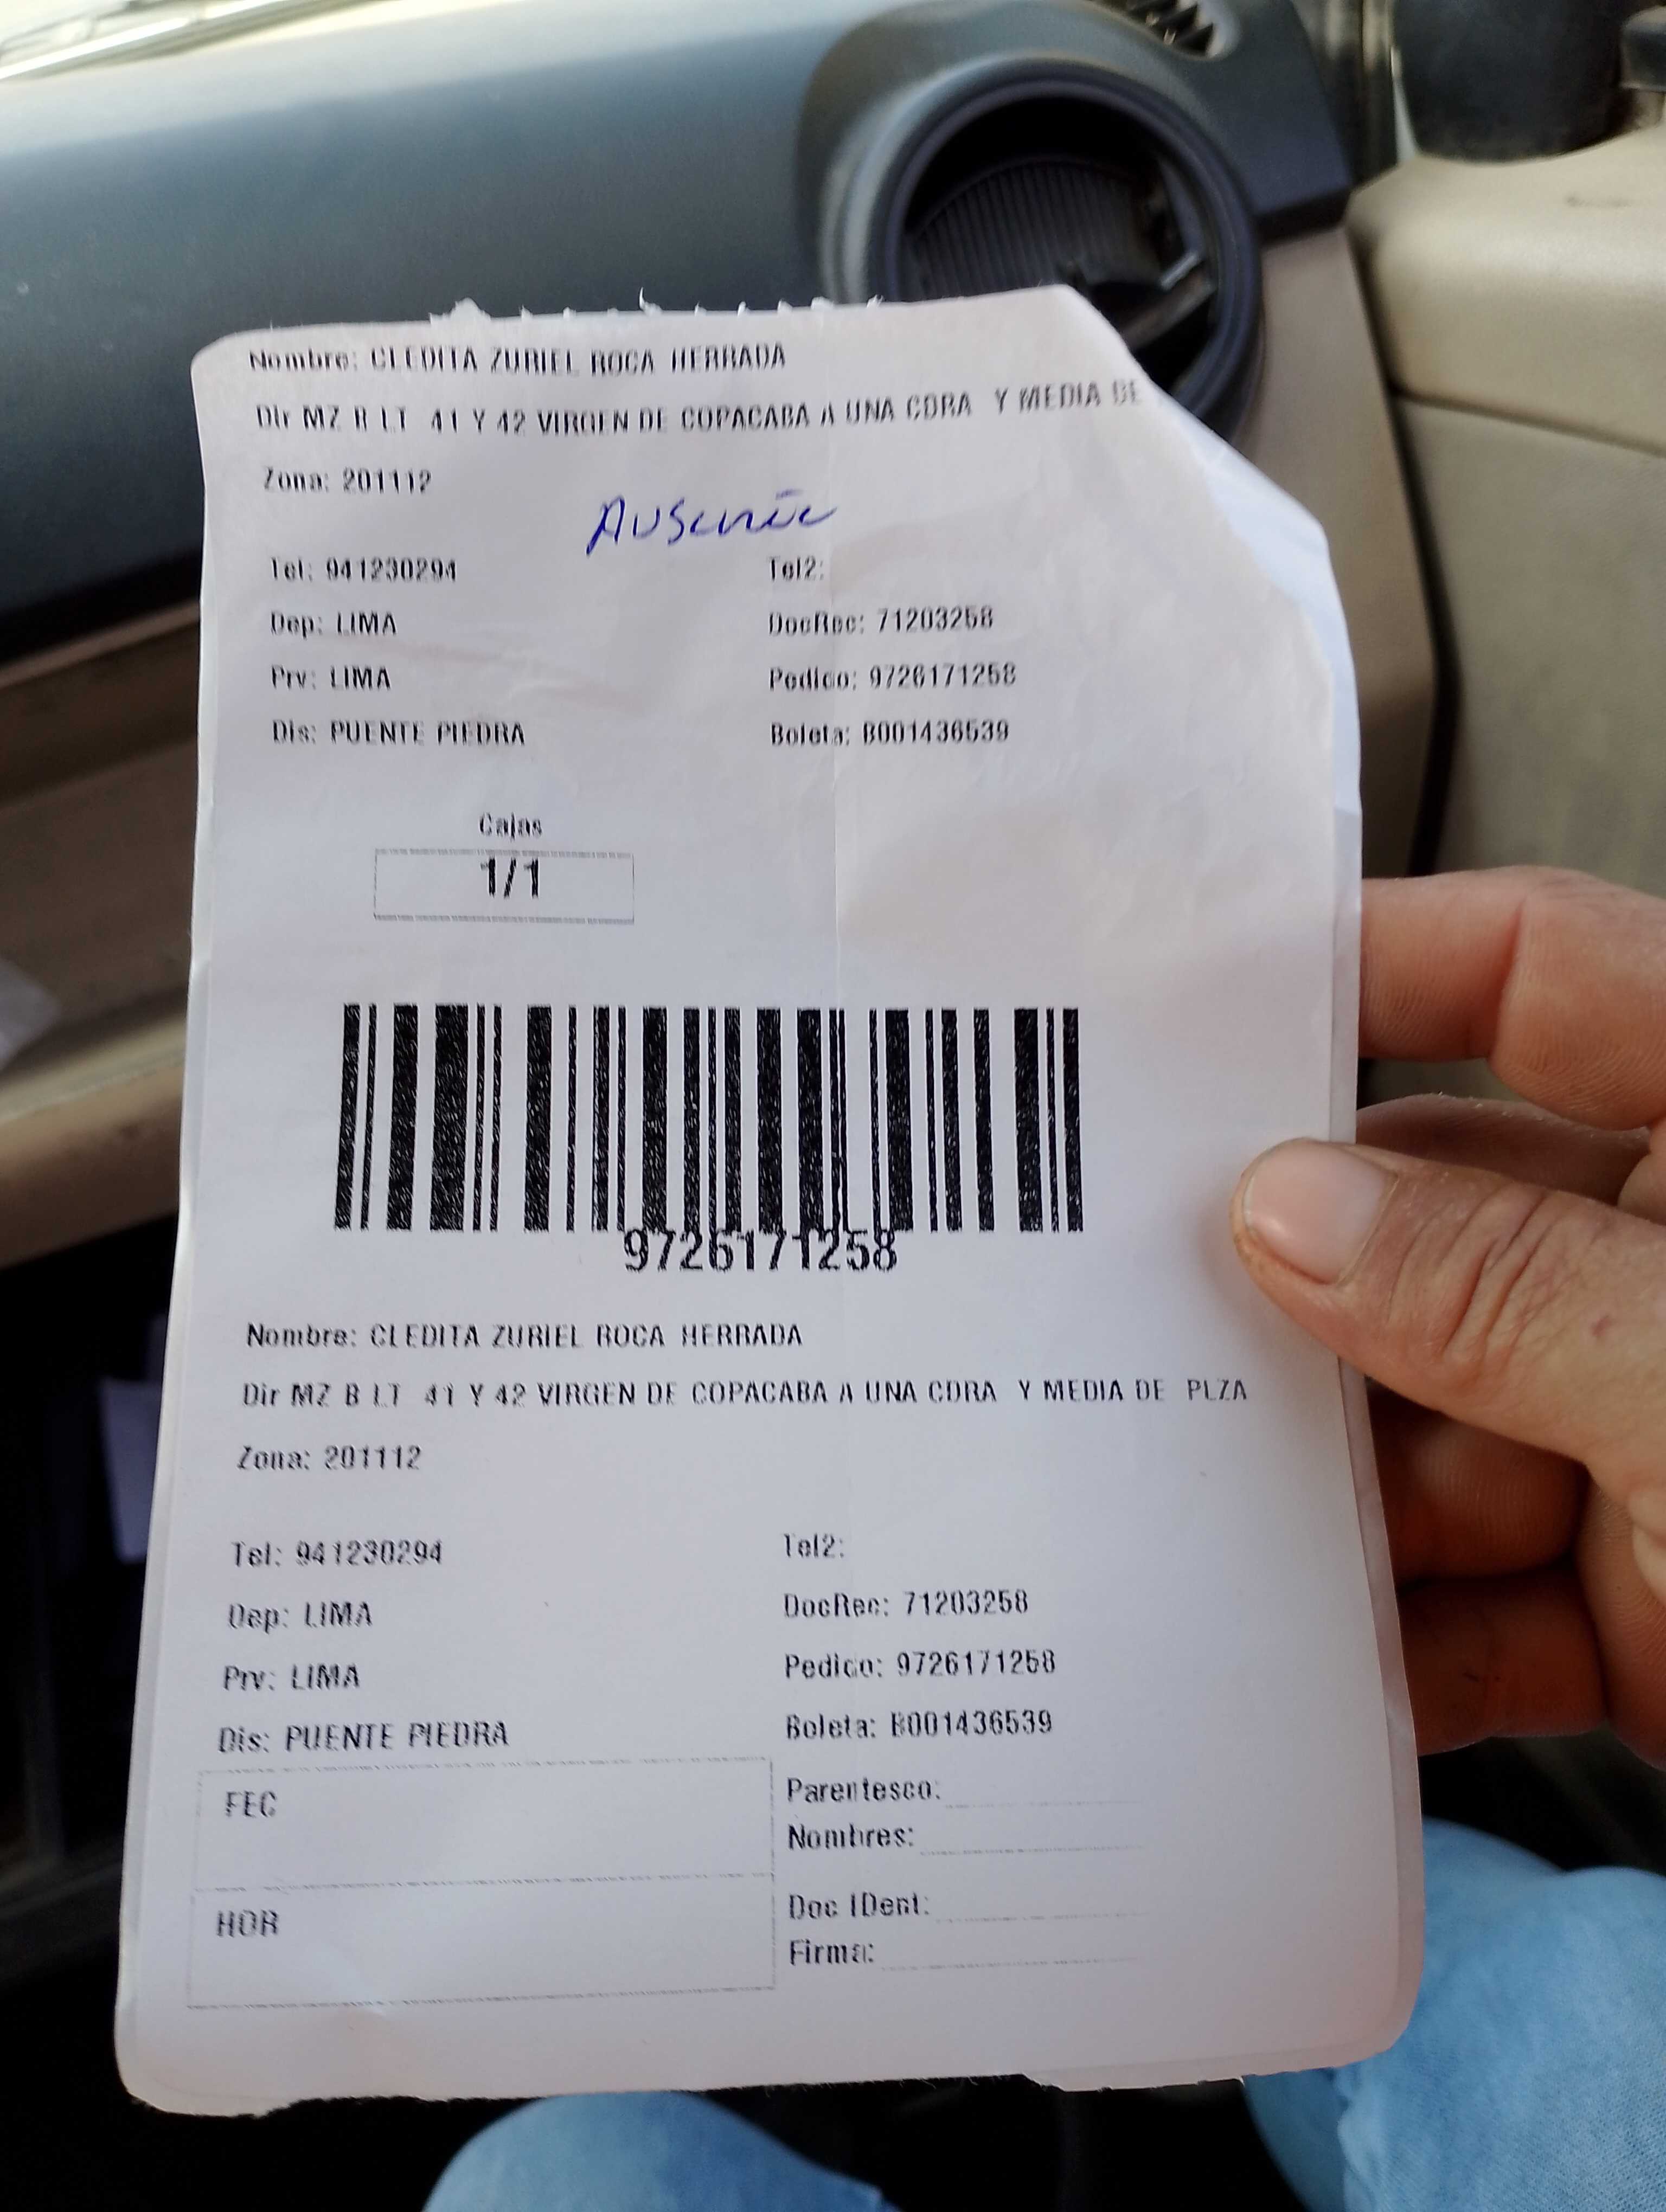 Nombre: CLEDITA ZURIEL ROCA HERRADA
Dir MZ B LT 41 Y 42 VIRGEN DE COPACABA A UNA CDRA Y MEDIA DE
Zona: 201112
Ausente
Tel: 941230294 Tel2:
Dep: LIMA DocRec: 71203258
Prv: LIMA Pedido: 9726171258
Dis: PUENTE PIEDRA Boleta: B001436539
Cajas
1/1
9726171258
Nombre: CLEDITA ZURIEL ROCA HERRADA
Dir MZ B LT 41 Y 42 VIRGEN DE COPACABA A UNA CDRA Y MEDIA DE PLZA
Zona: 201112
Tel: 941230294 Tel2:
Dep: LIMA DocRec: 71203258
Prv: LIMA Pedido: 9726171258
Dis: PUENTE PIEDRA Boleta: B001436539
FEC Parentesco:
Nombres:
HOR Doc IDent:
Firma: